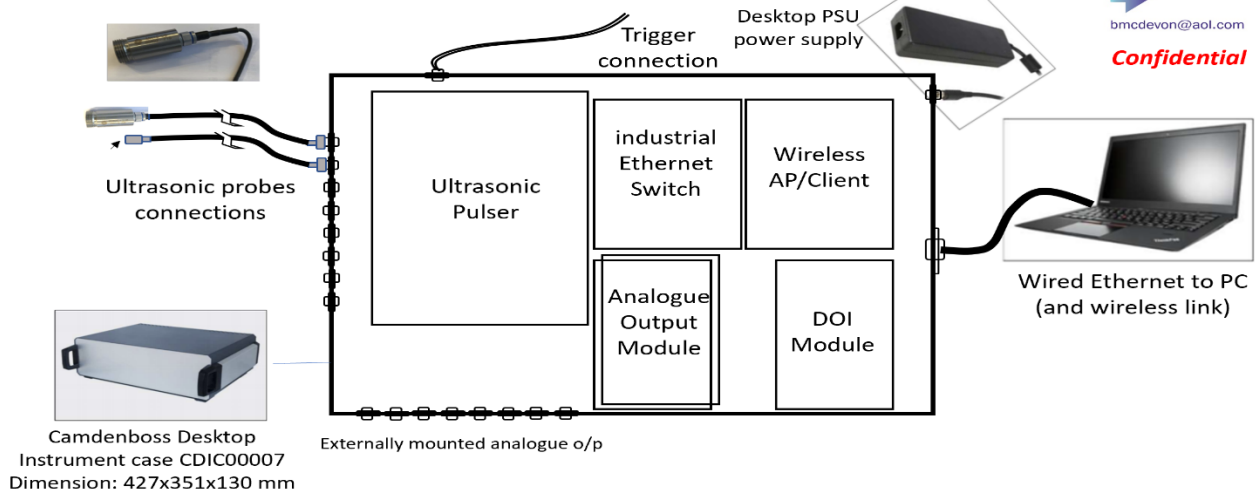 Trigger
connection
Desktop PSU
power supply
bmcdevon@aol.com
Confidential
Ultrasonic probes
connections
Ultrasonic
Pulser
industrial
Ethernet
Switch
Wireless
AP/Client
Analogue
Output
Module
DOI
Module
Wired Ethernet to PC
(and wireless link)
Camdenboss Desktop
Instrument case CDIC00007
Dimension: 427x351x130 mm
Externally mounted analogue o/p